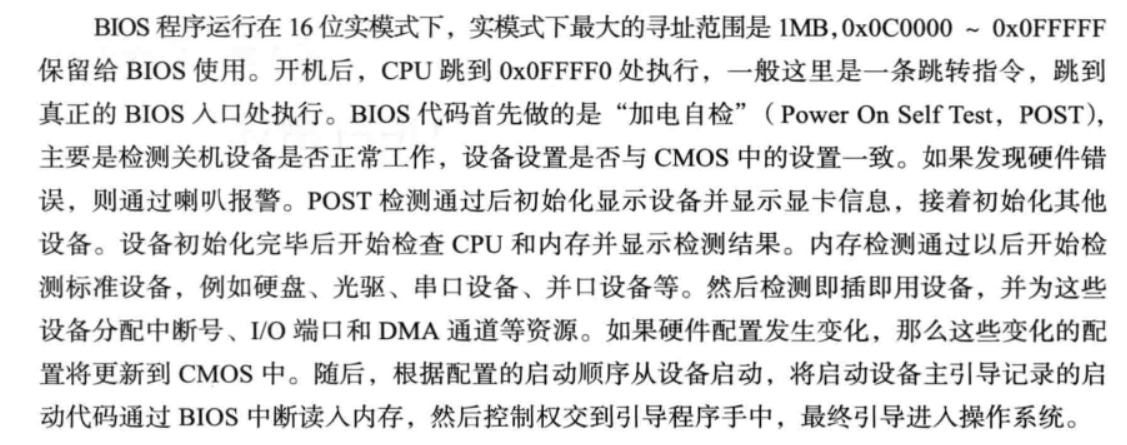 BIOS 程序运行在 16 位实模式下，实模式下最大的寻址范围是 1MB，0x0C0000 ~ 0x0FFFFF
保留给 BIOS 使用。开机后，CPU 跳到 0x0FFFF0 处执行，一般这里是一条跳转指令，跳到
真正的 BIOS 入口处执行。BIOS 代码首先做的是“加电自检”（Power On Self Test，POST），
主要是检测关机设备是否正常工作，设备设置是否与 CMOS 中的设置一致。如果发现硬件错
误，则通过喇叭报警。POST 检测通过后初始化显示设备并显示显卡信息，接着初始化其他
设备。设备初始化完毕后开始检查 CPU 和内存并显示检测结果。内存检测通过以后开始检
测标准设备，例如硬盘、光驱、串口设备、并口设备等。然后检测即插即用设备，并为这些
设备分配中断号、I/O 端口和 DMA 通道等资源。如果硬件配置发生变化，那么这些变化的配
置将更新到 CMOS 中。随后，根据配置的启动顺序从设备启动，将启动设备主引导记录的启
动代码通过 BIOS 中断读入内存，然后控制权交到引导程序手中，最终引导进入操作系统。